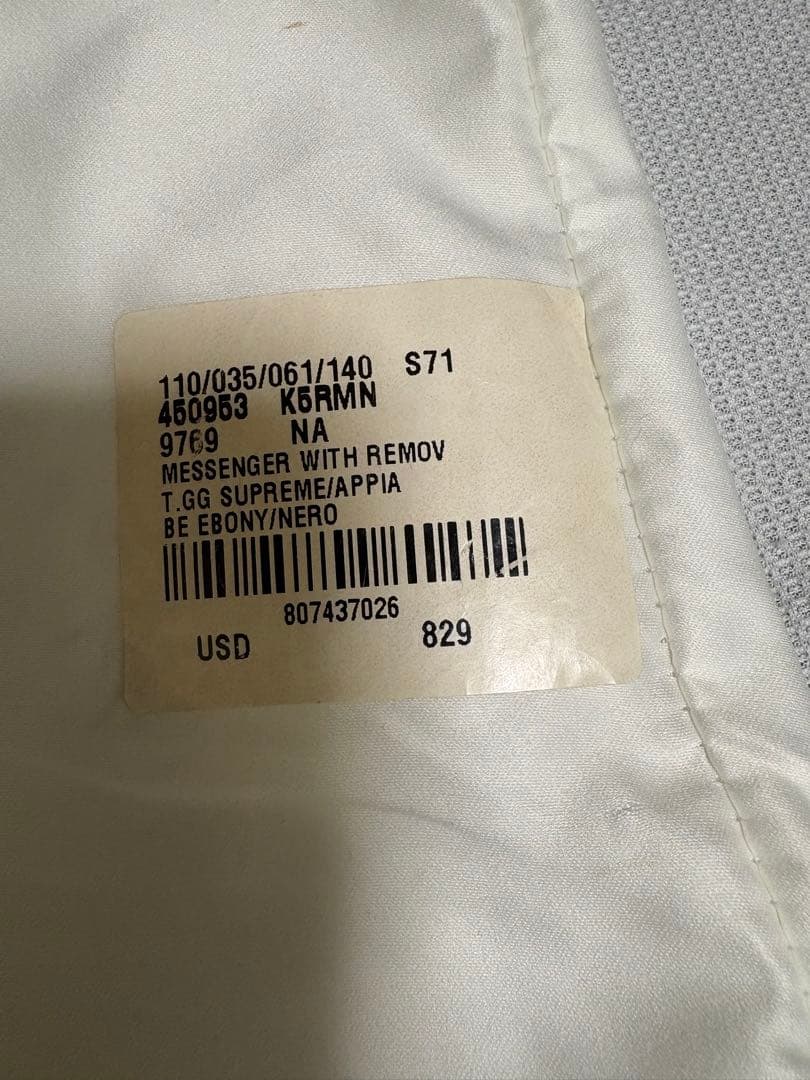 110/035/061/140 S71
450953 K5RMN
9769 NA
MESSENGER WITH REMOV
T.GG SUPREME/APPIA
BE EBONY/NERO
807437026
USD 829